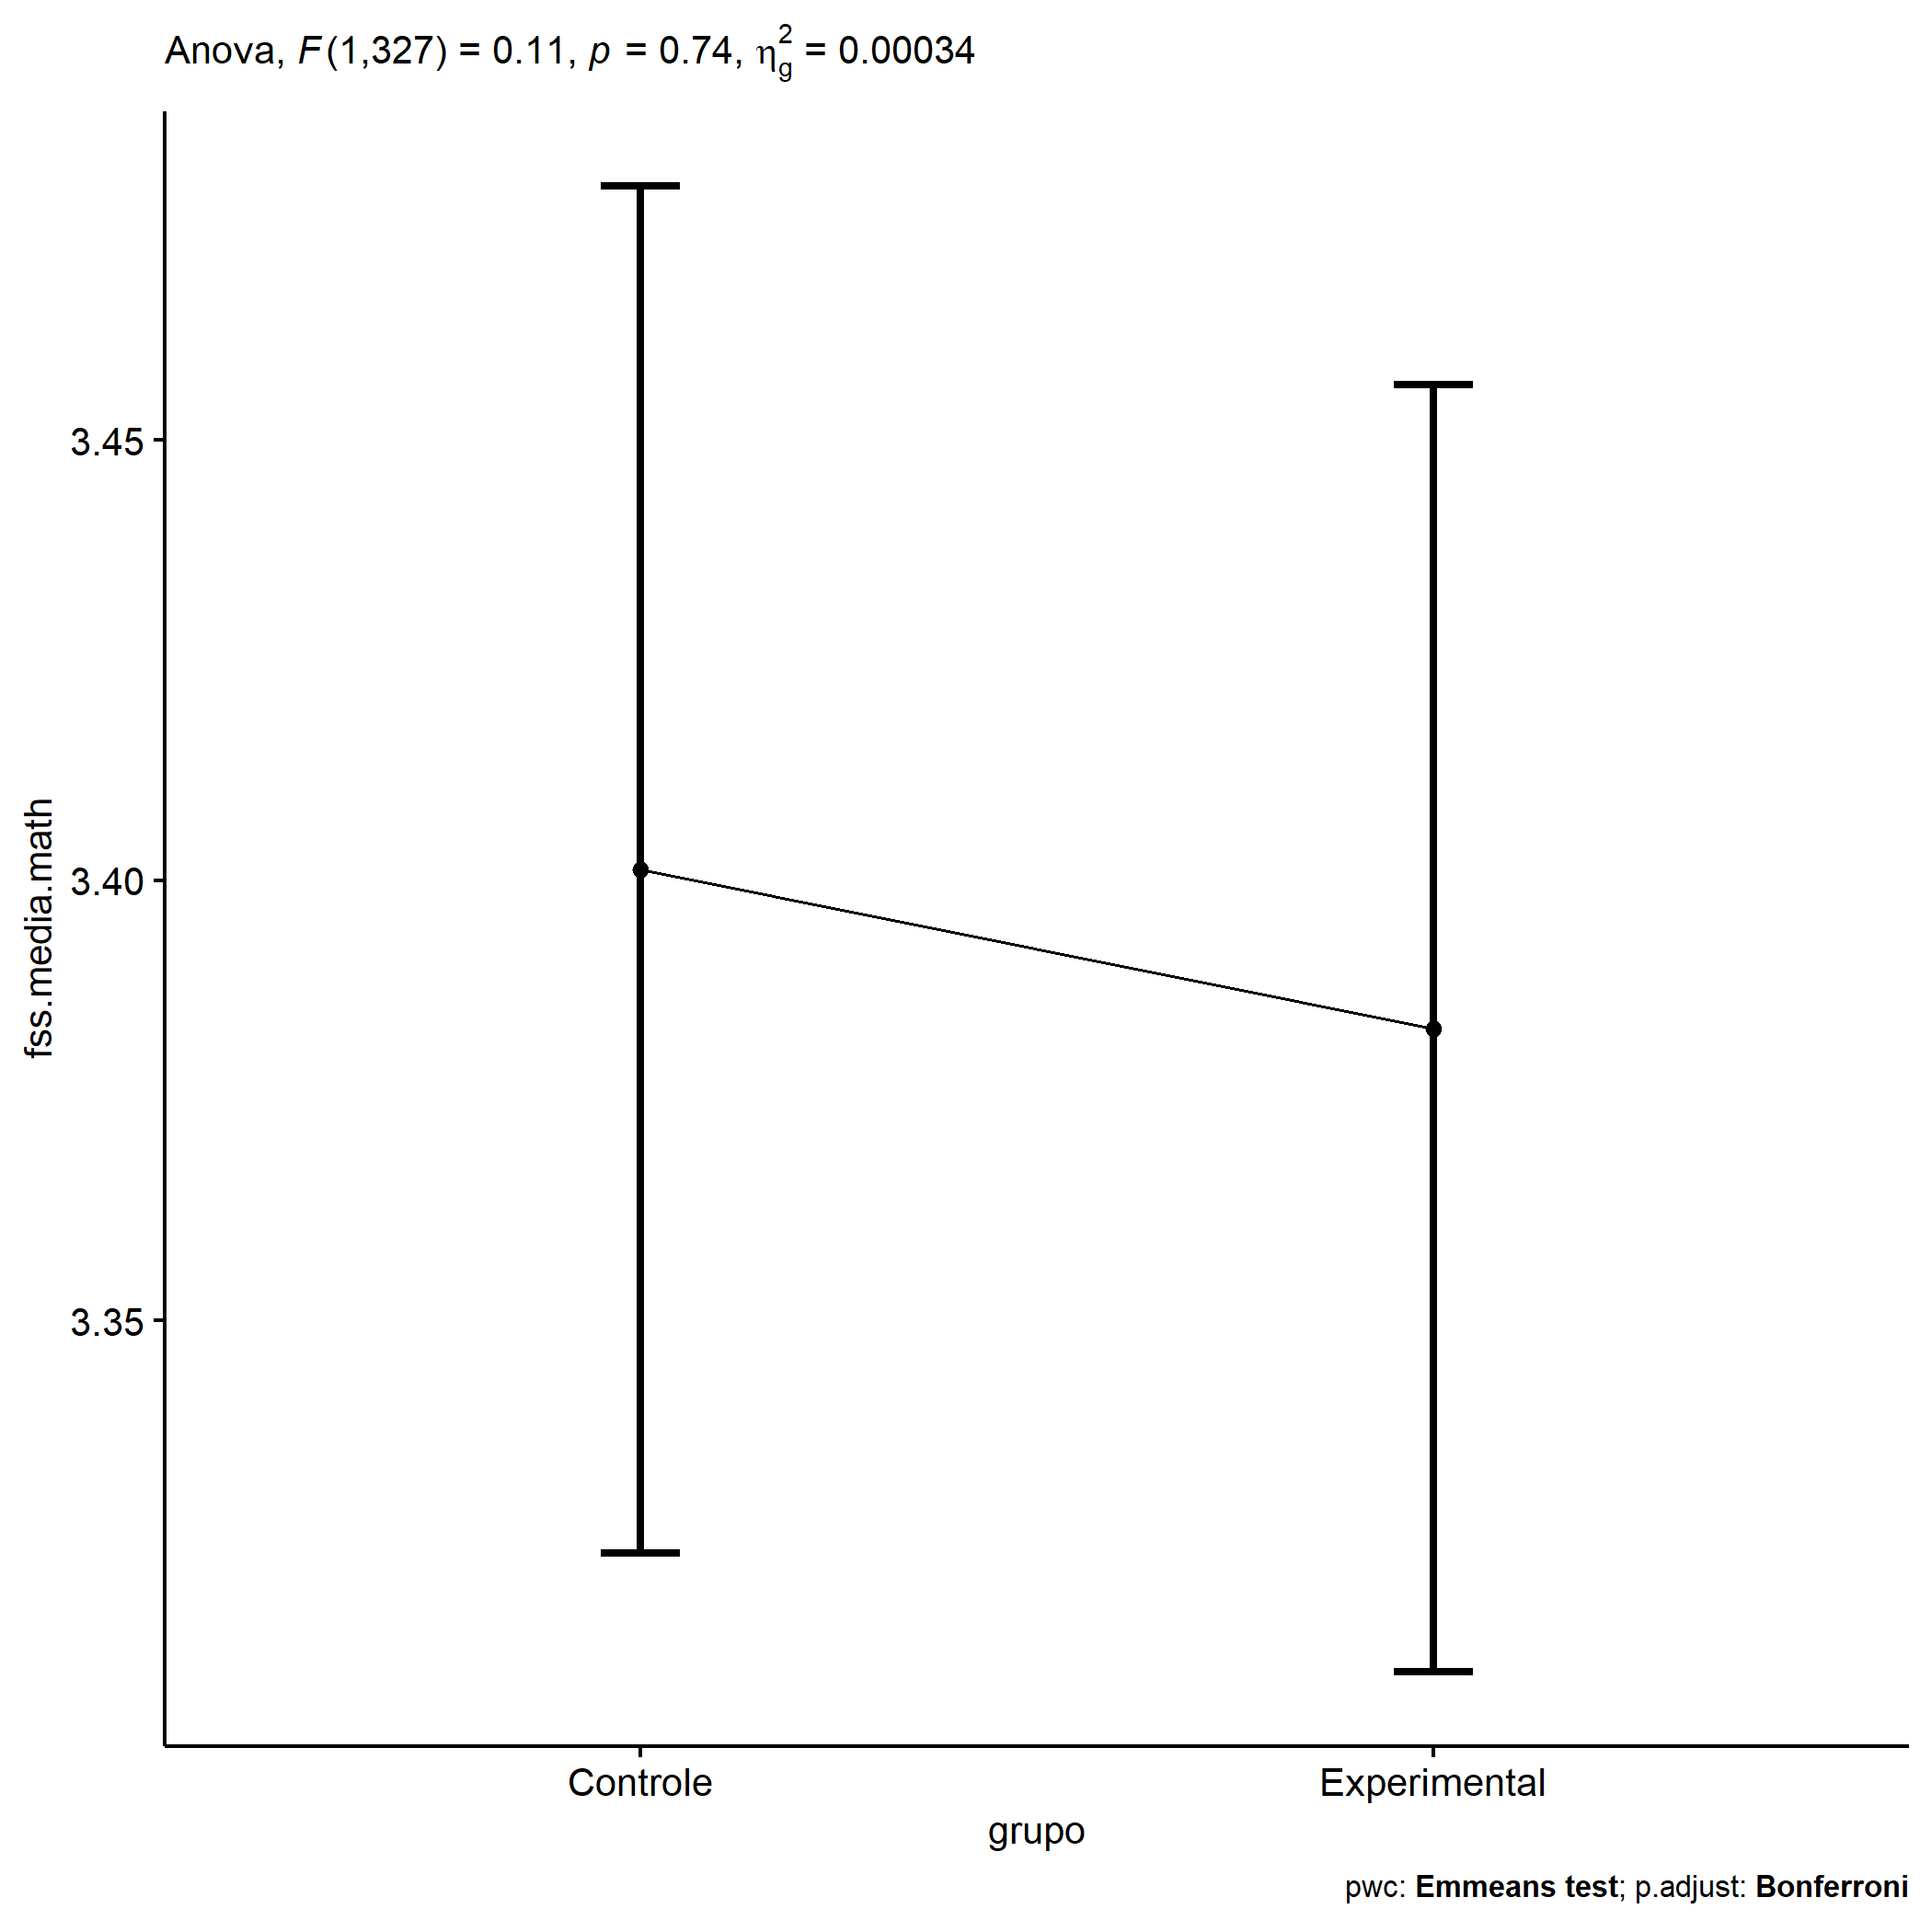 Anova, F(1,327) = 0.11, p = 0.74, η²g = 0.00034
fss.media.math
3.45
3.40
3.35
Controle Experimental
grupo
pwc: Emmeans test; p.adjust: Bonferroni